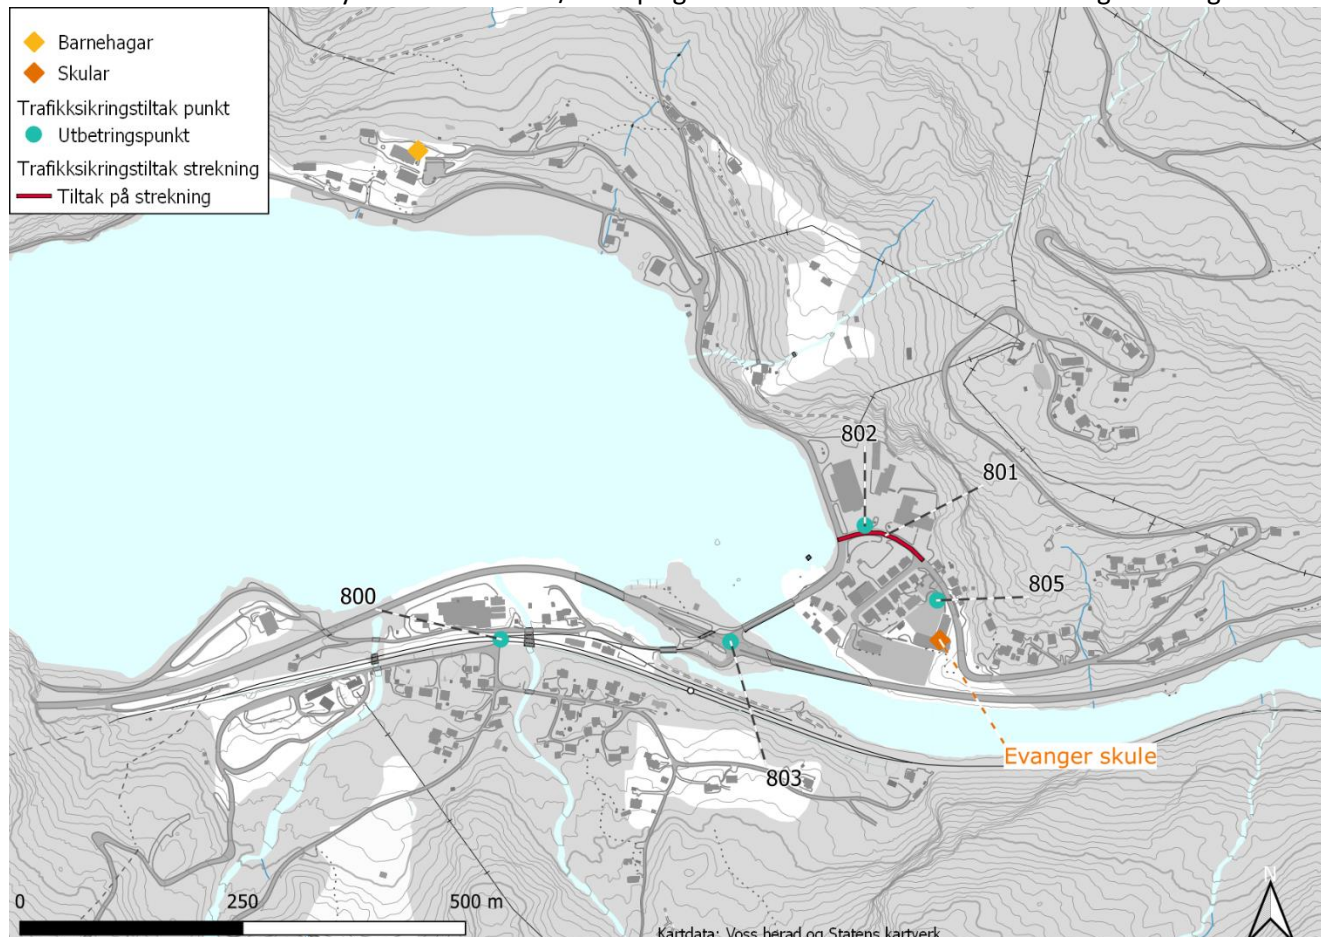 Barnehagar
Skular
Trafikksikringstiltak punkt
Utbetringspunkt
Trafikksikringstiltak strekning
Tiltak på strekning
802
801
800
805
803
Evanger skule
0
250
500 m
N
Kartdata: Voss herad og Statens kartverk